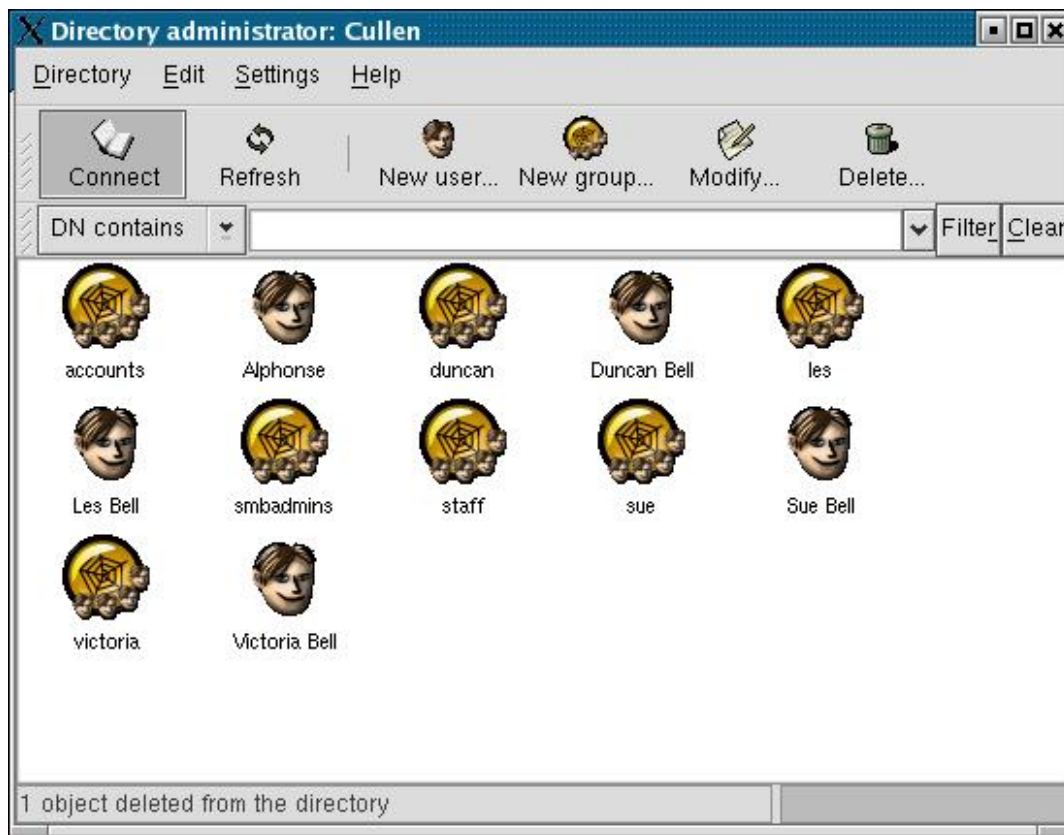 Directory administrator: Cullen
Directory Edit Settings Help
Connect Refresh New user... New group... Modify... Delete...
DN contains Filter Clear
accounts Alphonse duncan Duncan Bell les
Les Bell smbadmins staff sue Sue Bell
victoria Victoria Bell
1 object deleted from the directory